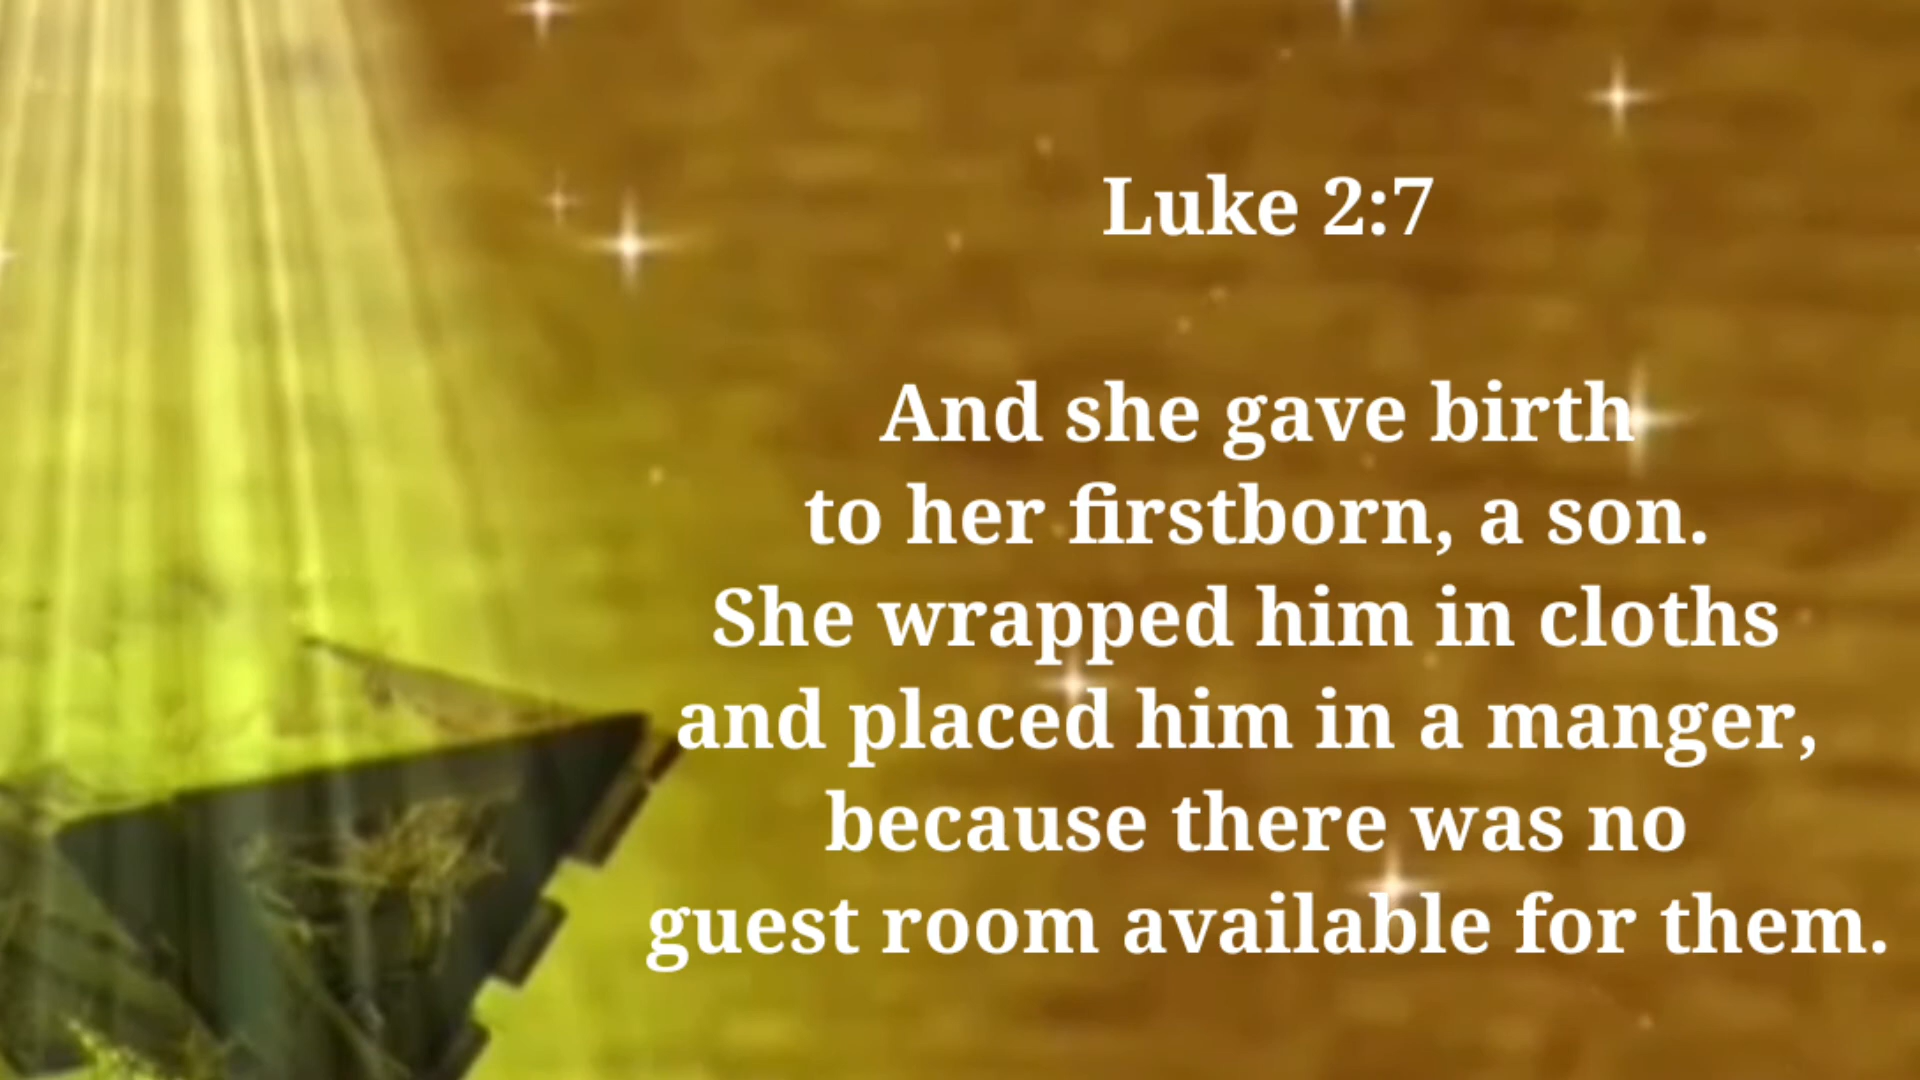 Luke 2:7
And she gave birth
to her firstborn, a son.
She wrapped him in cloths
and placed him in a manger,
because there was no
guest room available for them.